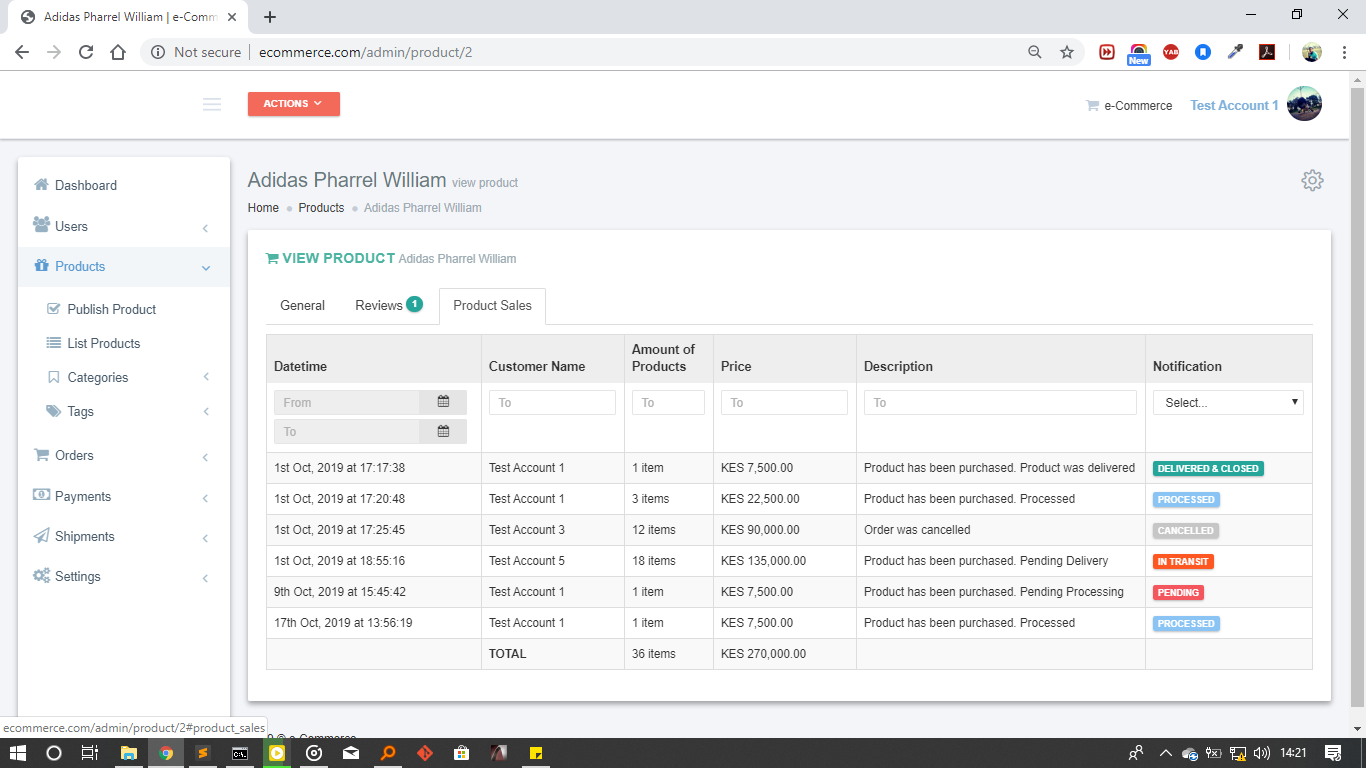 Adidas Pharrel William | e-Comm
Not secure
ecommerce.com/admin/product/2
New
YAB
ACTIONS
e-Commerce
Test Account 1
Dashboard
Users
Products
Publish Product
List Products
Categories
Tags
Orders
Payments
Shipments
Settings
Adidas Pharrel William view product
Home Products Adidas Pharrel William
VIEW PRODUCT Adidas Pharrel William
General Reviews 1 Product Sales
Datetime Customer Name Amount of Products Price Description Notification
From To To To To Select...
To
1st Oct, 2019 at 17:17:38 Test Account 1 1 item KES 7,500.00 Product has been purchased. Product was delivered DELIVERED & CLOSED
1st Oct, 2019 at 17:20:48 Test Account 1 3 items KES 22,500.00 Product has been purchased. Processed PROCESSED
1st Oct, 2019 at 17:25:45 Test Account 3 12 items KES 90,000.00 Order was cancelled CANCELLED
1st Oct, 2019 at 18:55:16 Test Account 5 18 items KES 135,000.00 Product has been purchased. Pending Delivery IN TRANSIT
9th Oct, 2019 at 15:45:42 Test Account 1 1 item KES 7,500.00 Product has been purchased. Pending Processing PENDING
17th Oct, 2019 at 13:56:19 Test Account 1 1 item KES 7,500.00 Product has been purchased. Processed PROCESSED
TOTAL 36 items KES 270,000.00
ecommerce.com/admin/product/2#product_sales
e-Commerce
14:21